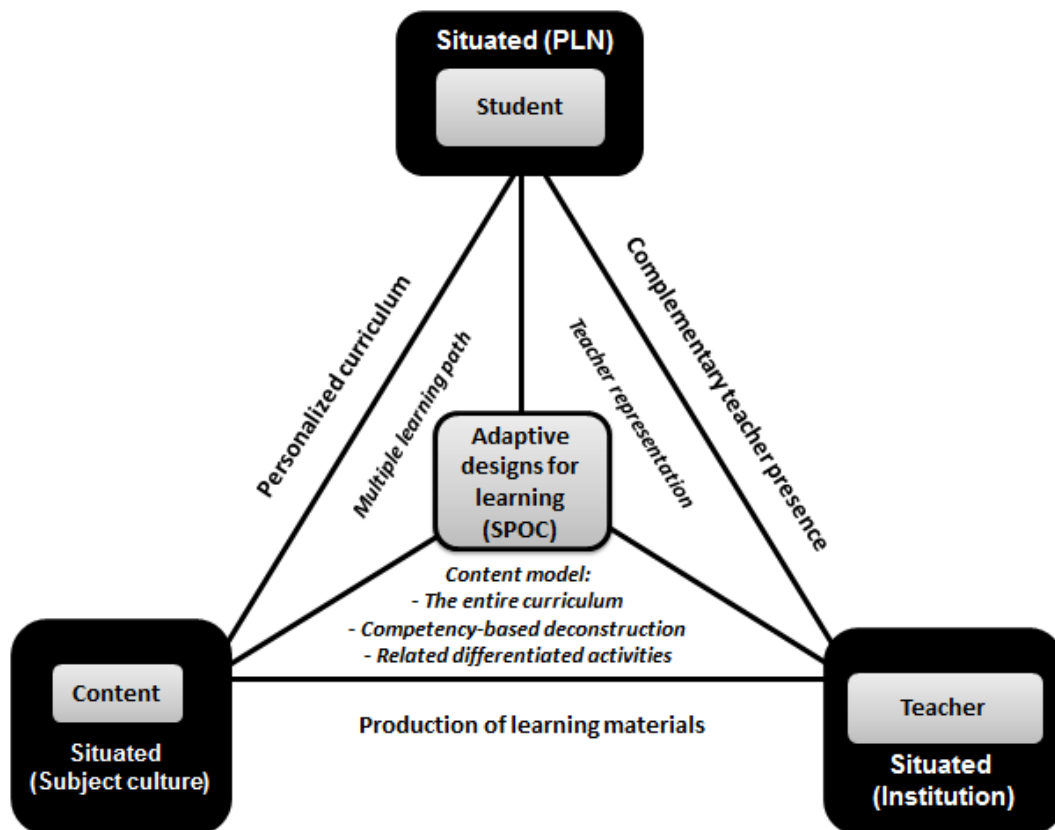 Situated (PLN)
Student
Personalized curriculum
Multiple learning path
Teacher representation
Complementary teacher presence
Adaptive
designs for
learning
(SPOC)
Content model:
- The entire curriculum
- Competency-based deconstruction
- Related differentiated activities
Content
Situated
(Subject culture)
Production of learning materials
Teacher
Situated
(Institution)